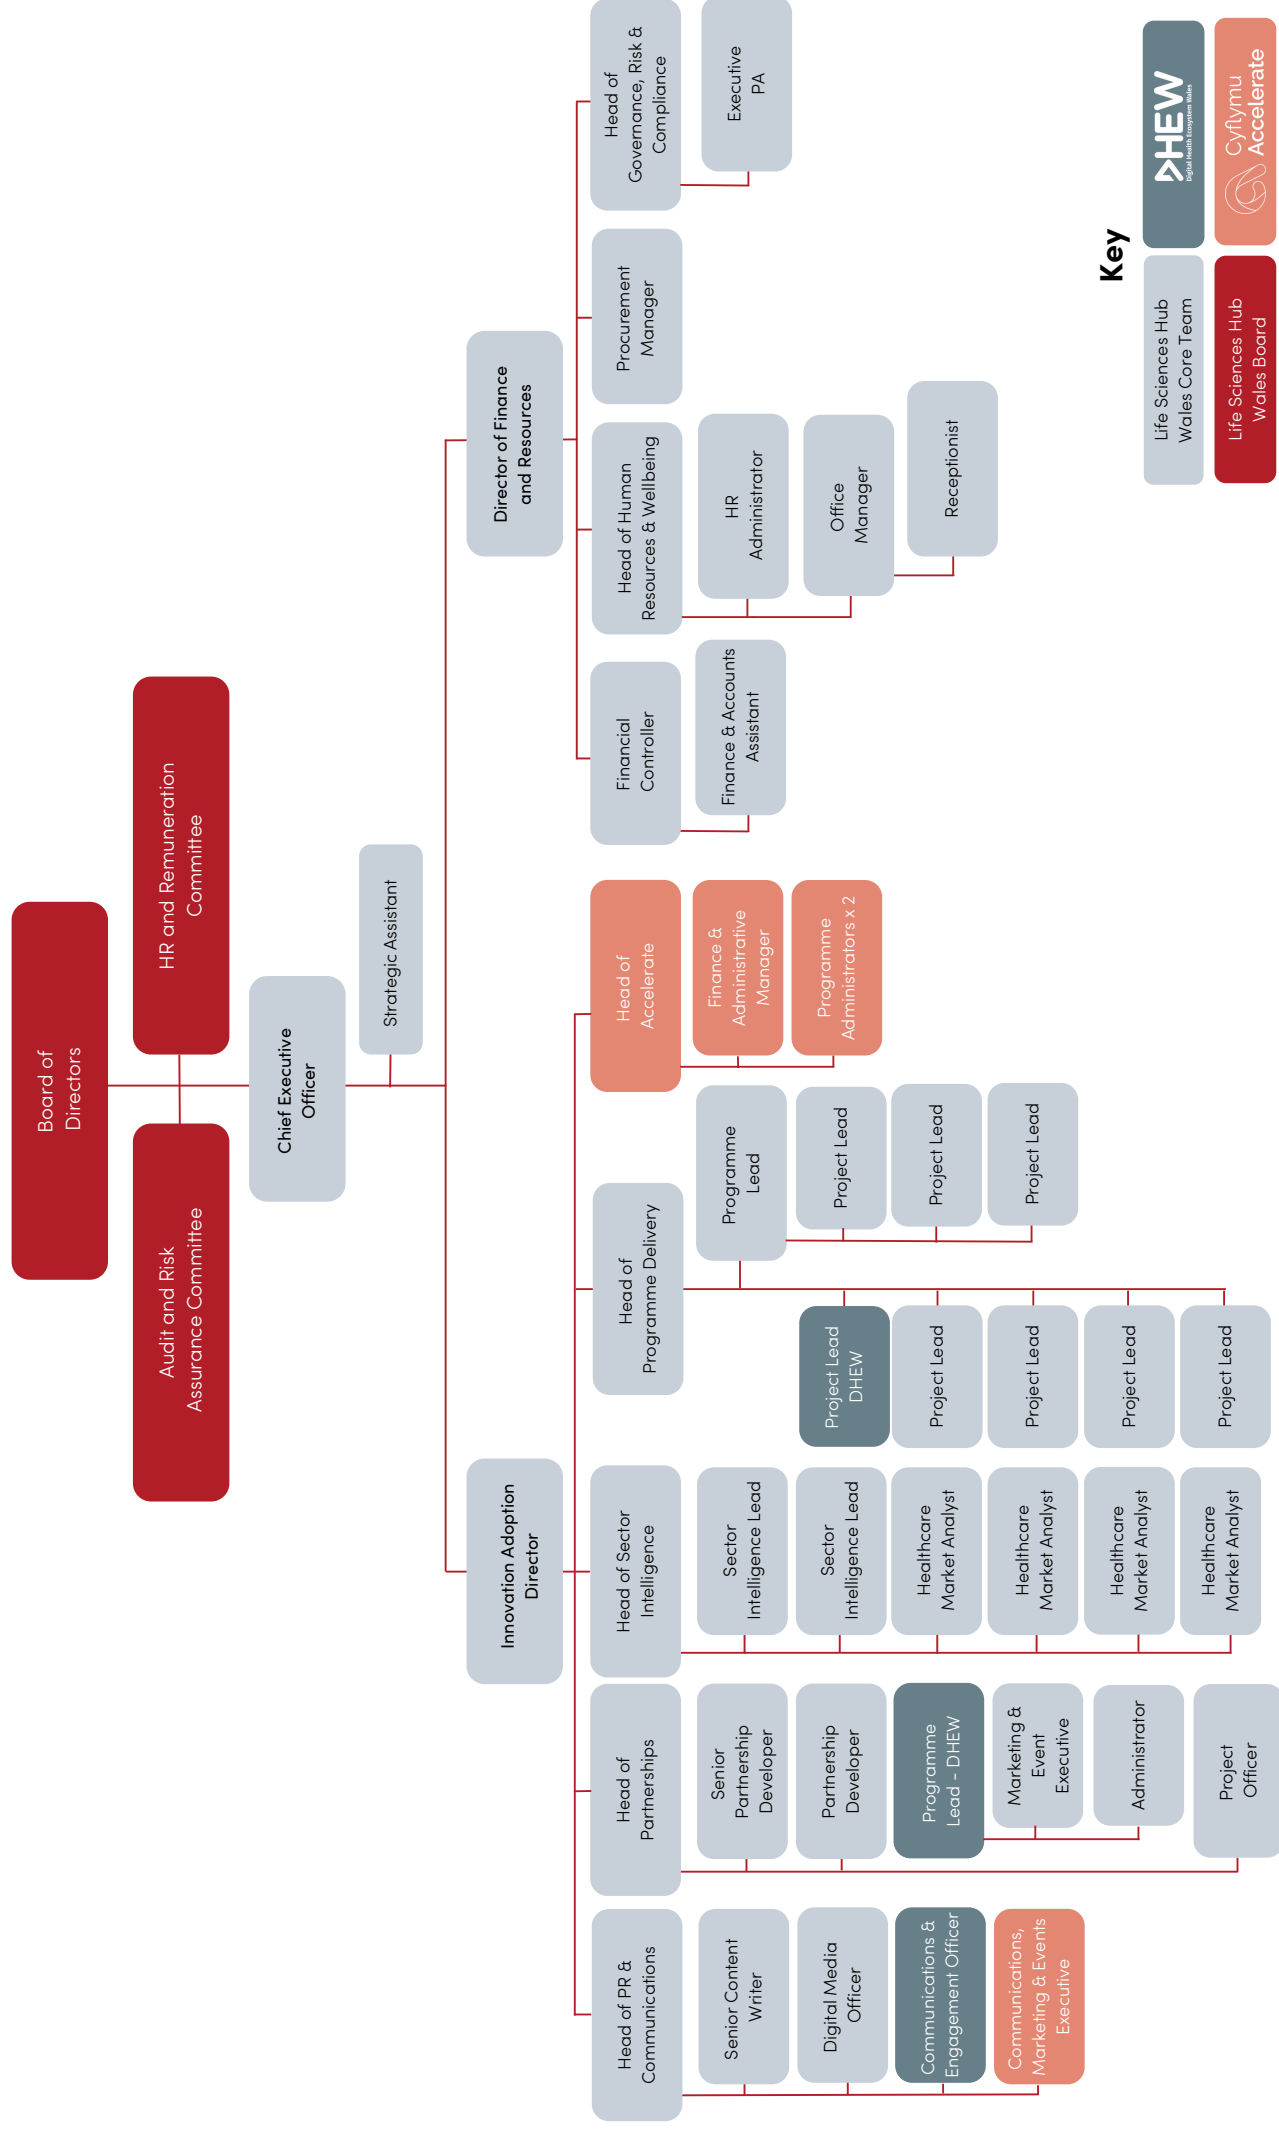 Board of
Directors
Audit and Risk
Assurance Committee
HR and Remuneration
Committee
Chief Executive
Officer
Strategic Assistant
Innovation Adoption
Director
Director of Finance
and Resources
Head of PR &
Communications
Senior Content
Writer
Digital Media
Officer
Communications &
Engagement Officer
Communications,
Marketing & Events
Executive
Head of
Partnerships
Senior
Partnership
Developer
Partnership
Developer
Programme
Lead - DHEW
Marketing &
Event
Executive
Administrator
Project
Officer
Head of Sector
Intelligence
Sector
Intelligence Lead
Sector
Intelligence Lead
Healthcare
Market Analyst
Healthcare
Market Analyst
Healthcare
Market Analyst
Healthcare
Market Analyst
Head of
Programme Delivery
Programme
Lead
Project Lead
Project Lead
Project Lead
Project Lead
DHEW
Project Lead
Project Lead
Project Lead
Project Lead
Head of
Accelerate
Finance &
Administrative
Manager
Programme
Administrators x 2
Financial
Controller
Finance & Accounts
Assistant
Head of Human
Resources & Wellbeing
HR
Administrator
Office
Manager
Receptionist
Procurement
Manager
Head of
Governance, Risk &
Compliance
Executive
PA
Key
Life Sciences Hub
Wales Core Team
DHEW
Digital Health Ecosystem Wales
Life Sciences Hub
Wales Board
Cyflymu
Accelerate